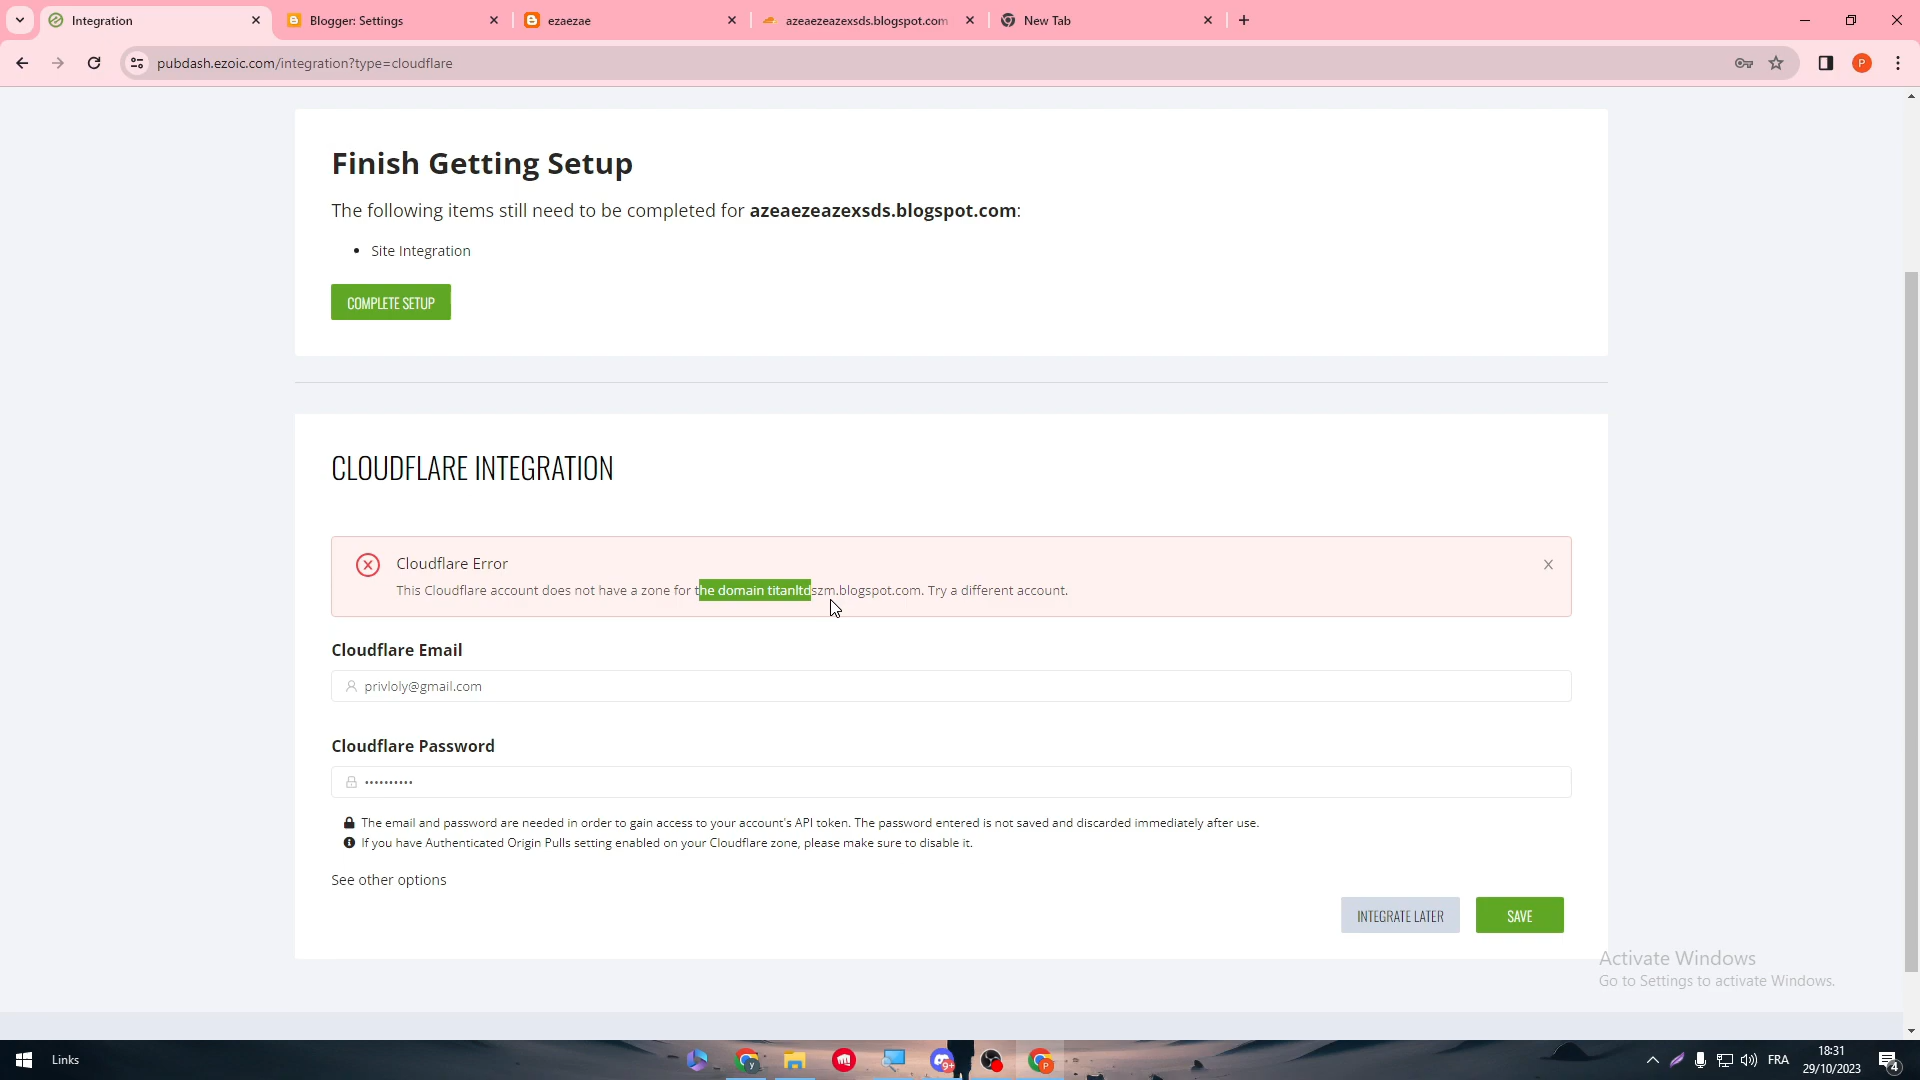 Integration
Blogger: Settings
ezaezae
azeaezeazexsds.blogspot.com
New Tab
pubdash.ezoic.com/integration?type=cloudflare
P
Finish Getting Setup
The following items still need to be completed for azeaezeazexsds.blogspot.com:
• Site Integration
COMPLETE SETUP
CLOUDFLARE INTEGRATION
Cloudflare Error
This Cloudflare account does not have a zone for the domain titanltdszm.blogspot.com. Try a different account.
Cloudflare Email
privloly@gmail.com
Cloudflare Password
••••••••••
The email and password are needed in order to gain access to your account's API token. The password entered is not saved and discarded immediately after use.
If you have Authenticated Origin Pulls setting enabled on your Cloudflare zone, please make sure to disable it.
See other options
INTEGRATE LATER
SAVE
Activate Windows
Go to Settings to activate Windows.
Links
y
9+
P
FRA
18:31
29/10/2023
4